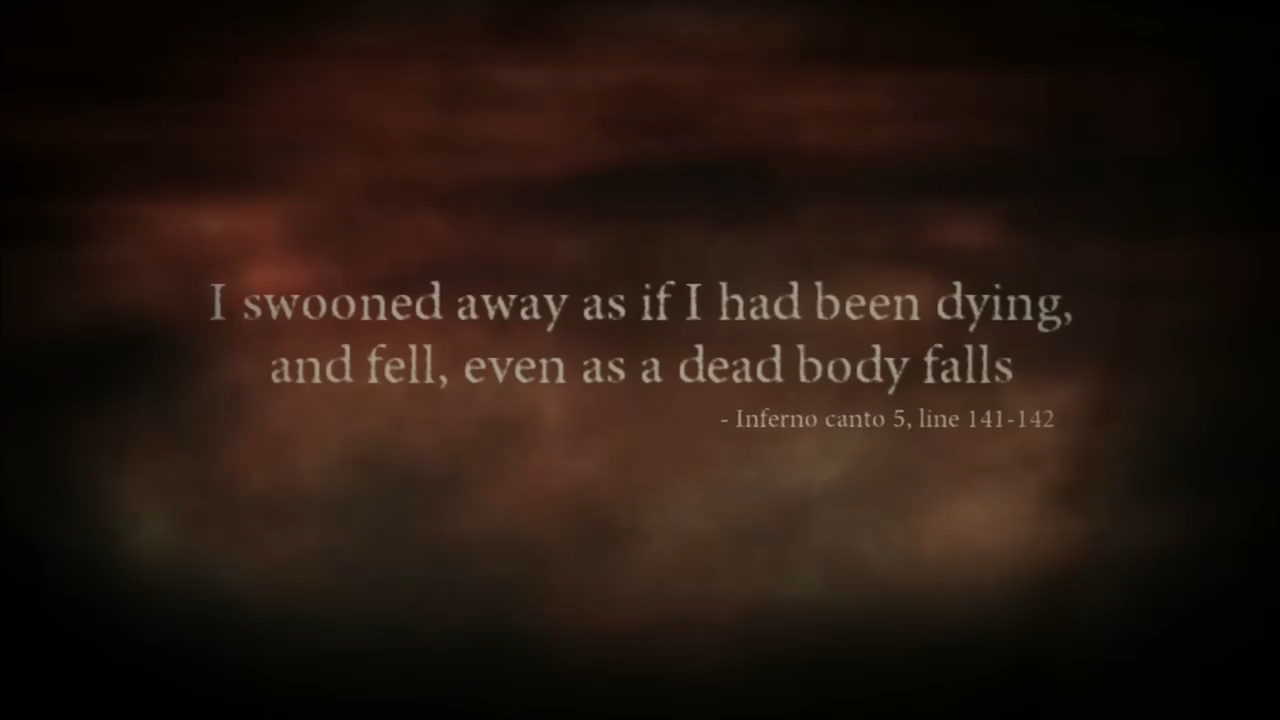 I swooned away as if I had been dying,
and fell, even as a dead body falls
- Inferno canto 5, line 141-142